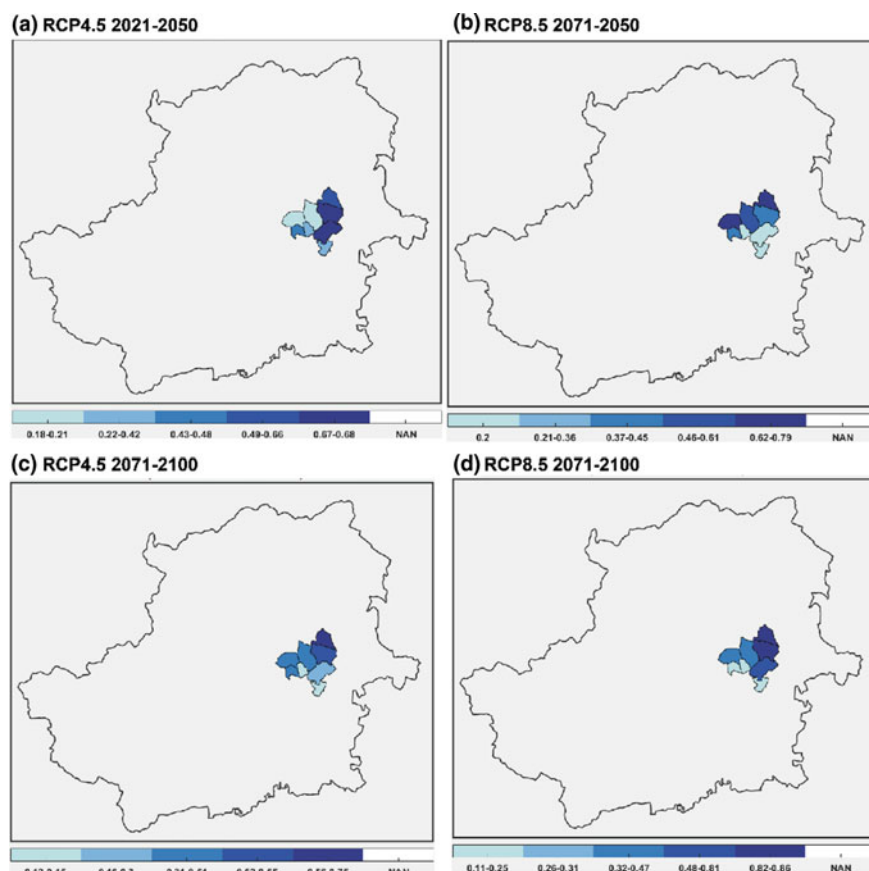 (a) RCP4.5 2021-2050
(b) RCP8.5 2071-2050
0.18-0.21 0.22-0.42 0.43-0.48 0.49-0.66 0.67-0.68 NAN
0.2 0.21-0.36 0.37-0.45 0.46-0.61 0.62-0.79 NAN
(c) RCP4.5 2071-2100
(d) RCP8.5 2071-2100
NAN
0.11-0.25 0.26-0.31 0.32-0.47 0.48-0.81 0.82-0.86 NAN